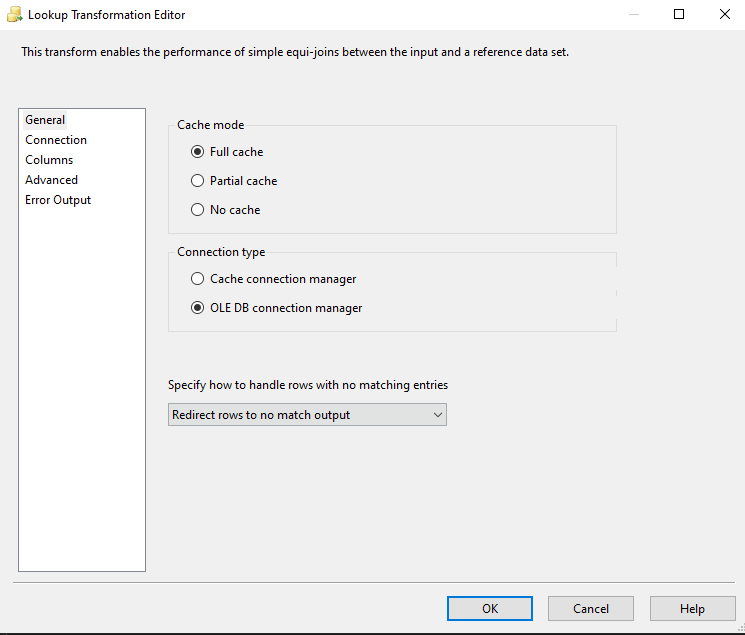 Lookup Transformation Editor
This transform enables the performance of simple equi-joins between the input and a reference data set.
General
Connection
Columns
Advanced
Error Output
Cache mode
Full cache
Partial cache
No cache
Connection type
Cache connection manager
OLE DB connection manager
Specify how to handle rows with no matching entries
Redirect rows to no match output
OK
Cancel
Help